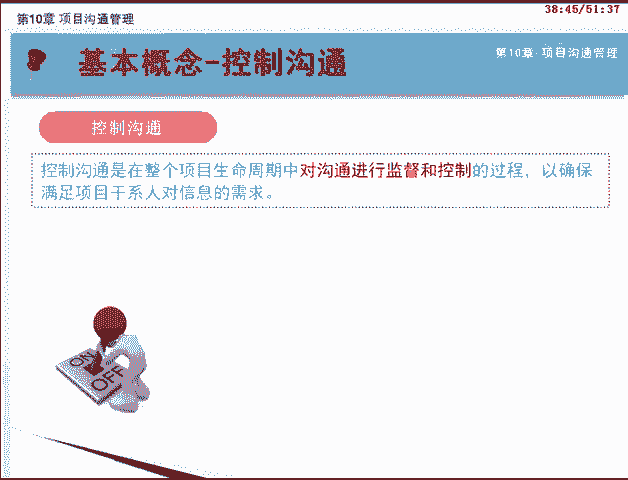 第10章 项目沟通管理
38:45/51:37
基本概念-控制沟通
第10章·项目沟通管理
控制沟通
控制沟通是在整个项目生命周期中对沟通进行监督和控制的过程，以确保
满足项目干系人对信息的需求。
ON
OFF